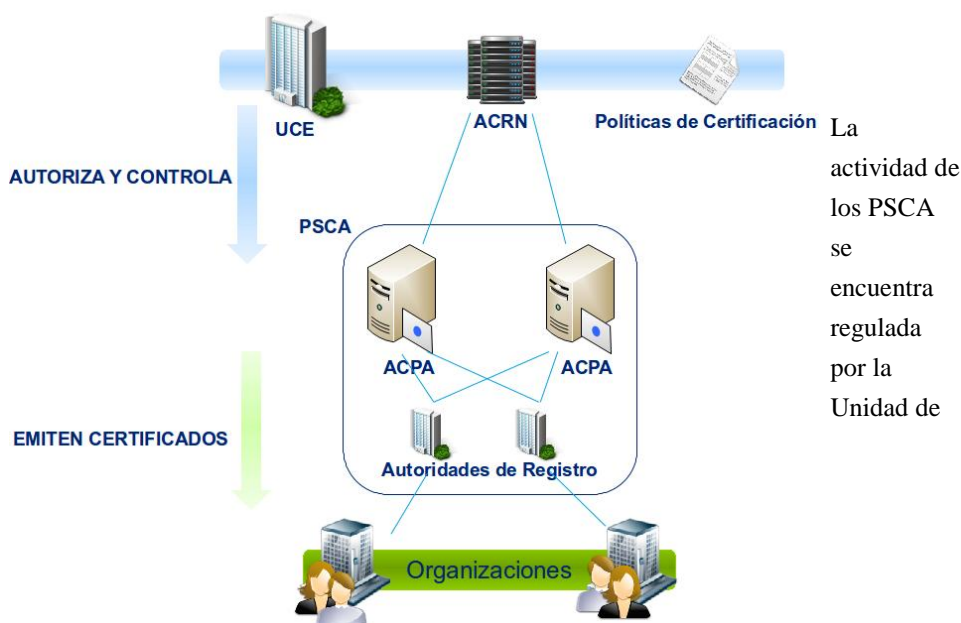 UCE
ACRN
Políticas de Certificación
AUTORIZA Y CONTROLA
PSCA
ACPA
ACPA
EMITEN CERTIFICADOS
Autoridades de Registro
Organizaciones
La
actividad de
los PSCA
se
encuentra
regulada
por la
Unidad de